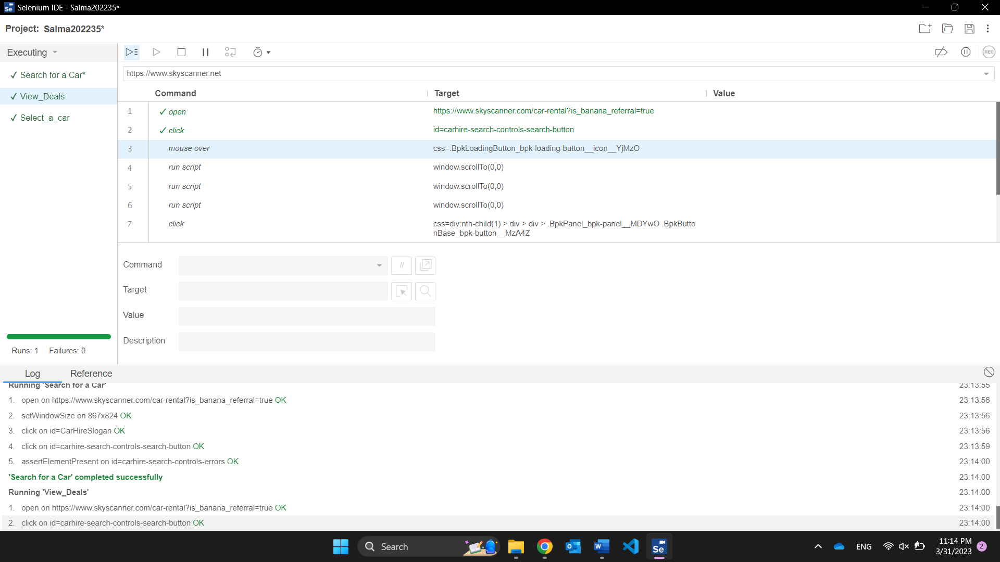 Selenium IDE - Salma202235*
Project: Salma202235*
Executing
✓ Search for a Car*
✓ View_Deals
✓ Select_a_car
Runs: 1 Failures: 0
REC
https://www.skyscanner.net
Command Target Value
1 ✓ open https://www.skyscanner.com/car-rental?is_banana_referral=true
2 ✓ click id=carhire-search-controls-search-button
3 mouse over css=.BpkLoadingButton_bpk-loading-button__icon__YjMzO
4 run script window.scrollTo(0,0)
5 run script window.scrollTo(0,0)
6 run script window.scrollTo(0,0)
7 click css=div:nth-child(1) > div > div > .BpkPanel_bpk-panel__MDYwO .BpkButto
nBase_bpk-button__MzA4Z
Command //
Target
Value
Description
Log Reference
Running 'Search for a Car' 23:13:55
1. open on https://www.skyscanner.com/car-rental?is_banana_referral=true OK 23:13:56
2. setWindowSize on 867x824 OK 23:13:56
3. click on id=CarHireSlogan OK 23:13:56
4. click on id=carhire-search-controls-search-button OK 23:13:59
5. assertElementPresent on id=carhire-search-controls-errors OK 23:14:00
'Search for a Car' completed successfully 23:14:00
Running 'View_Deals' 23:14:00
1. open on https://www.skyscanner.com/car-rental?is_banana_referral=true OK 23:14:00
2. click on id=carhire-search-controls-search-button OK 23:14:00
Search
Se
ENG
11:14 PM
3/31/2023
2